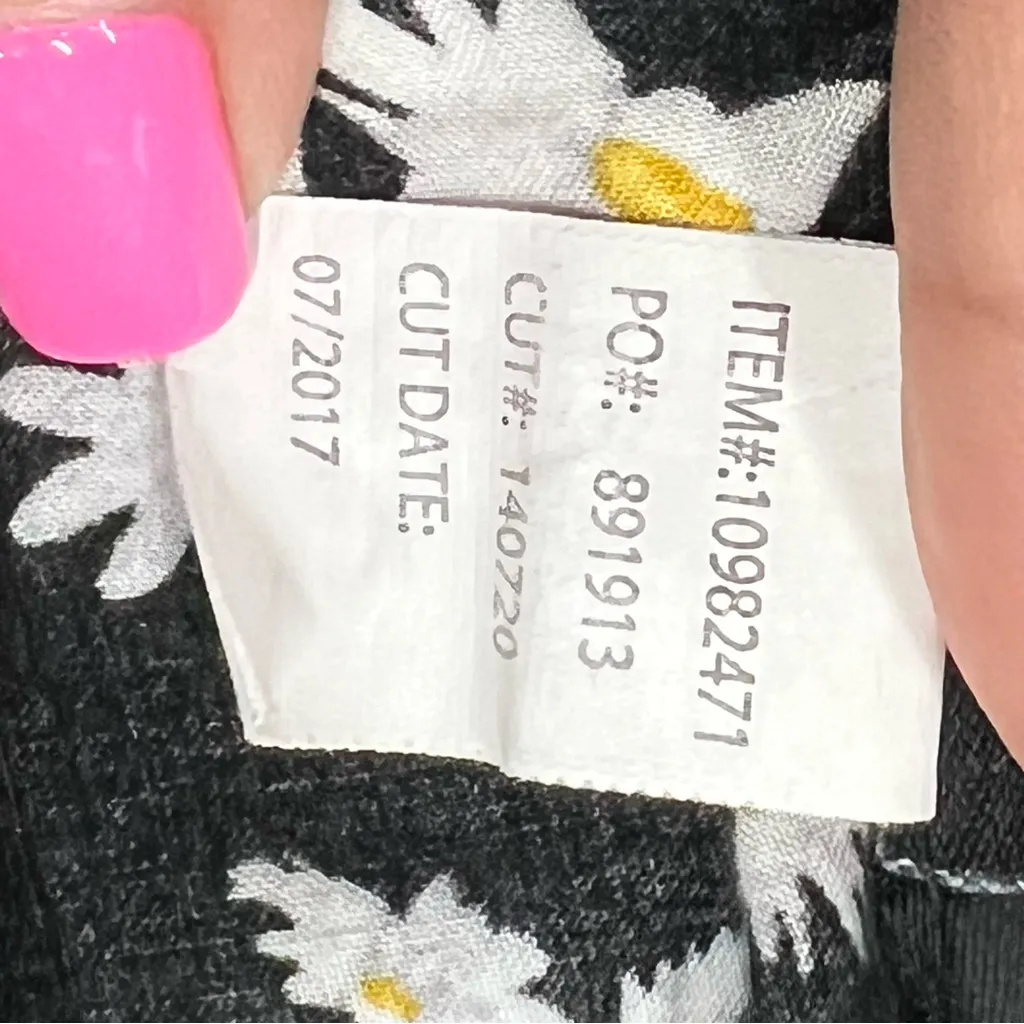 ITEM#:10982471
PO#: 891913
CUT#: 140720
CUT DATE:
07/2017